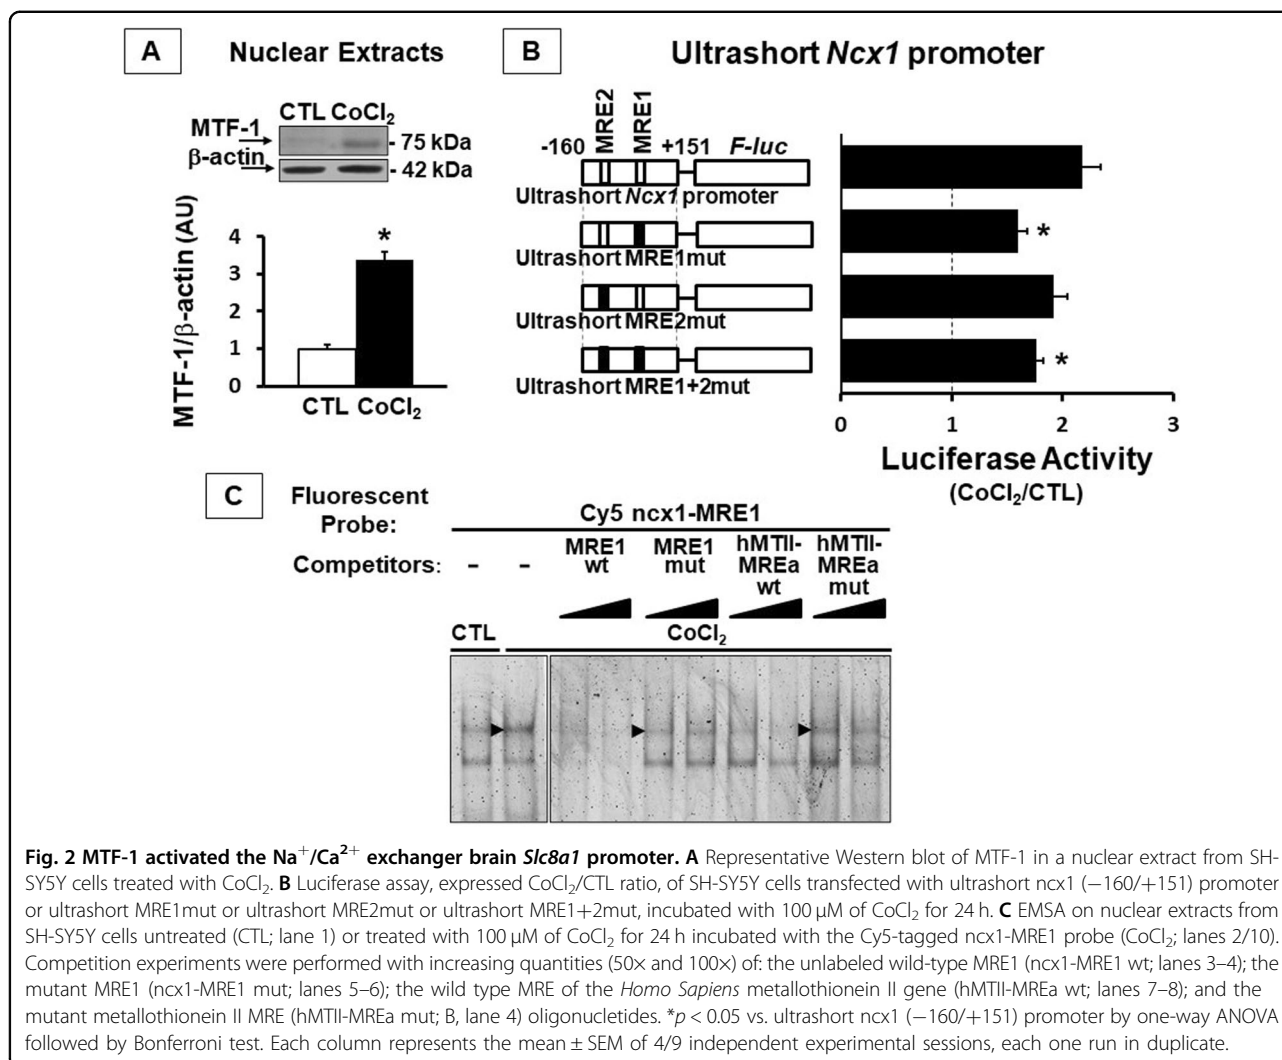 A Nuclear Extracts
CTL CoCl₂
MTF-1
- 75 kDa
β-actin
- 42 kDa
MTF-1/β-actin (AU)
4
3
2
1
0
*
CTL CoCl₂
B Ultrashort Ncx1 promoter
MRE2 MRE1
-160 +151 F-luc
Ultrashort Ncx1 promoter
Ultrashort MRE1mut
*
Ultrashort MRE2mut
Ultrashort MRE1+2mut
*
0 1 2 3
Luciferase Activity
(CoCl₂/CTL)
C Fluorescent
Probe:
Cy5 ncx1-MRE1
Competitors: - -
MRE1
wt
MRE1
mut
hMTII-
MREa
wt
hMTII-
MREa
mut
CTL CoCl₂
Fig. 2 MTF-1 activated the Na⁺/Ca²⁺ exchanger brain Slc8a1 promoter. A Representative Western blot of MTF-1 in a nuclear extract from SH-
SY5Y cells treated with CoCl₂. B Luciferase assay, expressed CoCl₂/CTL ratio, of SH-SY5Y cells transfected with ultrashort ncx1 (−160/+151) promoter
or ultrashort MRE1mut or ultrashort MRE2mut or ultrashort MRE1+2mut, incubated with 100 µM of CoCl₂ for 24 h. C EMSA on nuclear extracts from
SH-SY5Y cells untreated (CTL; lane 1) or treated with 100 µM of CoCl₂ for 24 h incubated with the Cy5-tagged ncx1-MRE1 probe (CoCl₂; lanes 2/10).
Competition experiments were performed with increasing quantities (50× and 100×) of: the unlabeled wild-type MRE1 (ncx1-MRE1 wt; lanes 3–4); the
mutant MRE1 (ncx1-MRE1 mut; lanes 5–6); the wild type MRE of the Homo Sapiens metallothionein II gene (hMTII-MREa wt; lanes 7–8); and the
mutant metallothionein II MRE (hMTII-MREa mut; B, lane 4) oligonucletides. *p < 0.05 vs. ultrashort ncx1 (−160/+151) promoter by one-way ANOVA
followed by Bonferroni test. Each column represents the mean ± SEM of 4/9 independent experimental sessions, each one run in duplicate.